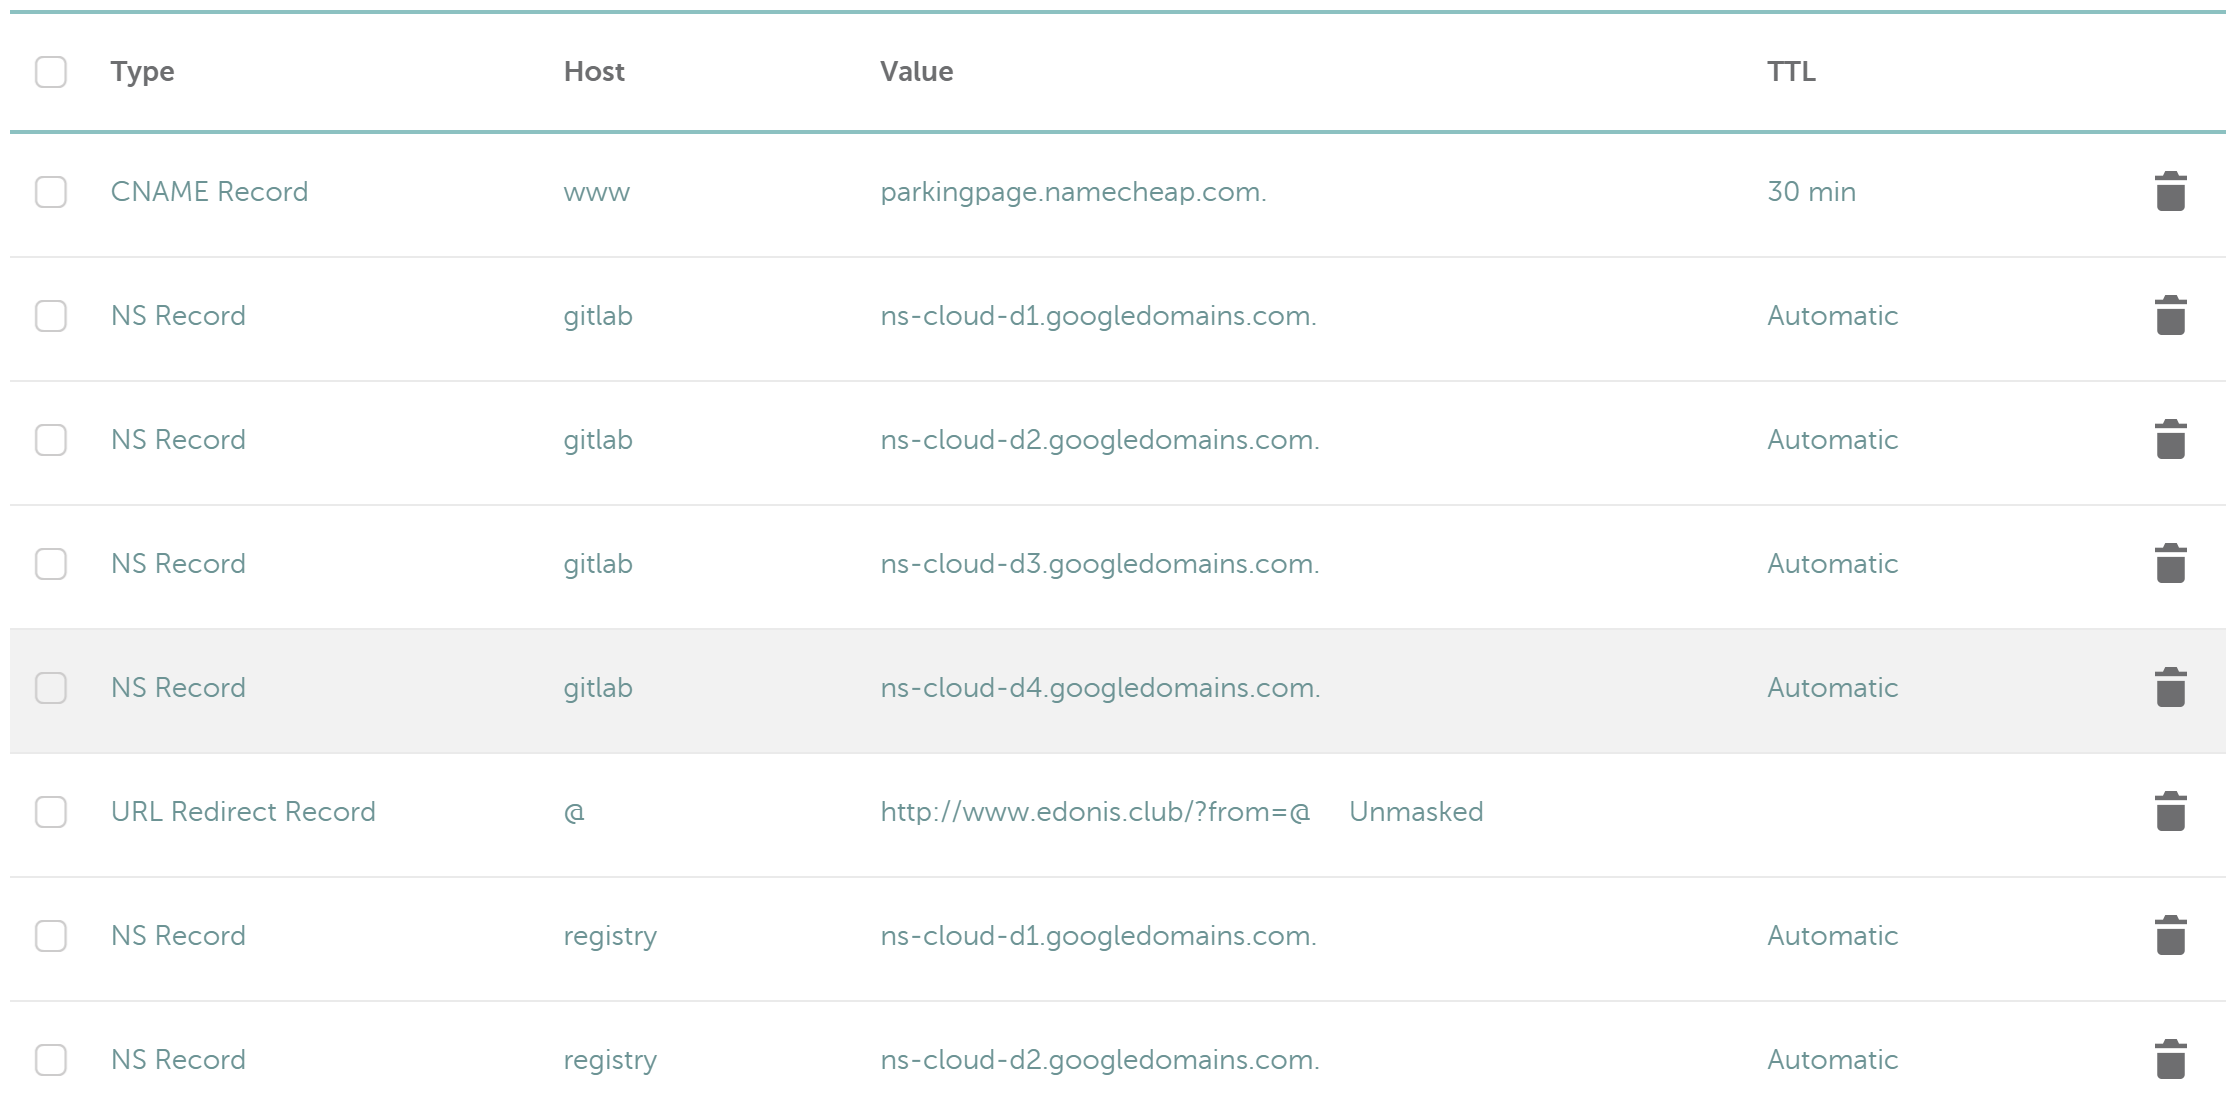 Type Host Value TTL
CNAME Record www parkingpage.namecheap.com. 30 min
NS Record gitlab ns-cloud-d1.googledomains.com. Automatic
NS Record gitlab ns-cloud-d2.googledomains.com. Automatic
NS Record gitlab ns-cloud-d3.googledomains.com. Automatic
NS Record gitlab ns-cloud-d4.googledomains.com. Automatic
URL Redirect Record @ http://www.edonis.club/?from=@ Unmasked
NS Record registry ns-cloud-d1.googledomains.com. Automatic
NS Record registry ns-cloud-d2.googledomains.com. Automatic